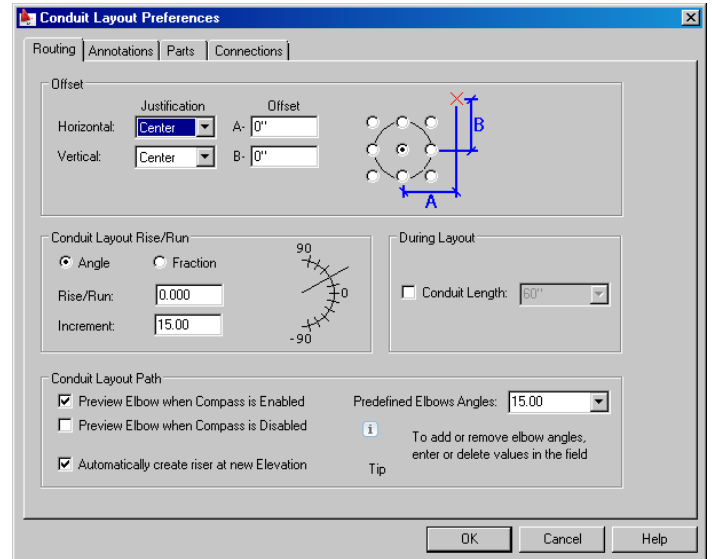 Conduit Layout Preferences
Routing Annotations Parts Connections
Offset
Justification Offset
Horizontal: Center A- 0"
Vertical: Center B- 0"
B
A
Conduit Layout Rise/Run
Angle Fraction
Rise/Run: 0.000
Increment: 15.00
90
0
-90
During Layout
Conduit Length: 60"
Conduit Layout Path
Preview Elbow when Compass is Enabled
Preview Elbow when Compass is Disabled
Automatically create riser at new Elevation
Predefined Elbows Angles: 15.00
i
Tip
To add or remove elbow angles,
enter or delete values in the field
OK Cancel Help